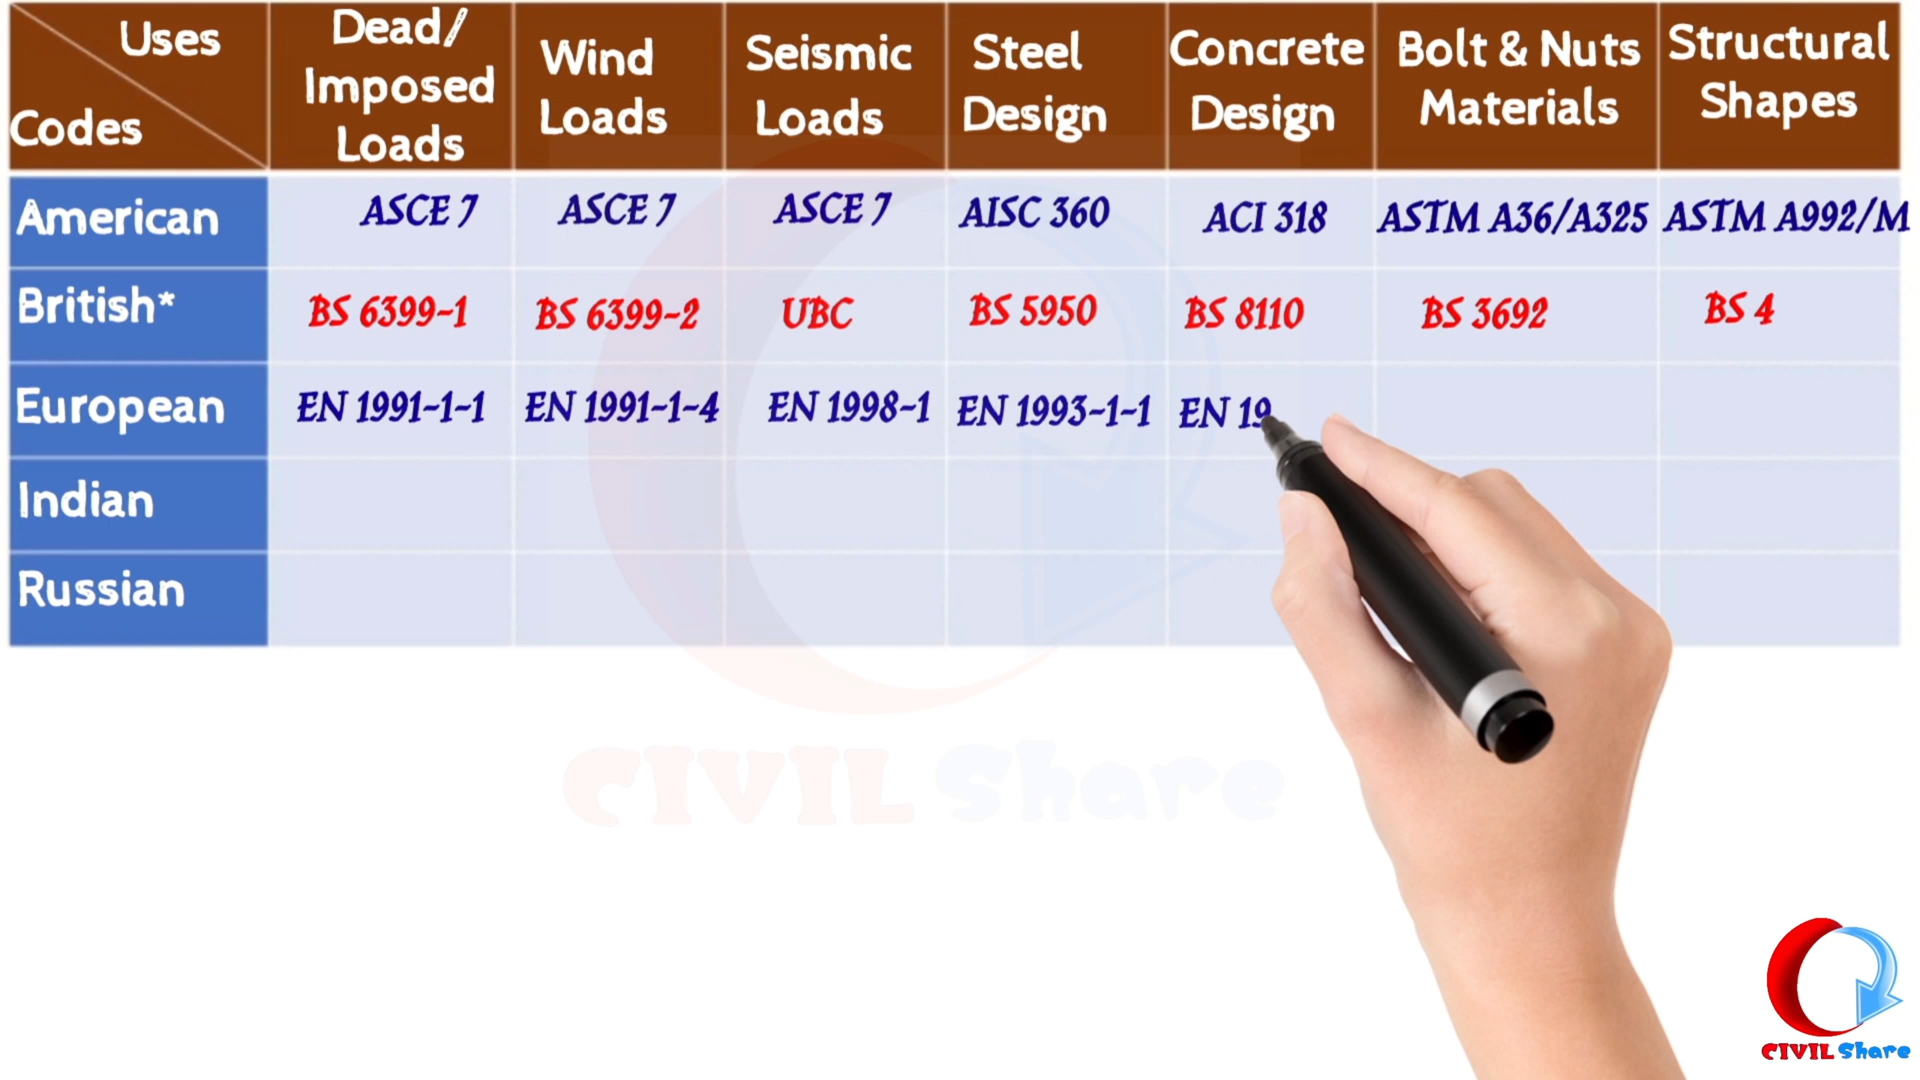 Uses
Codes
Dead/
Imposed
Loads
Wind
Loads
Seismic
Loads
Steel
Design
Concrete
Design
Bolt & Nuts
Materials
Structural
Shapes
American
ASCE 7
ASCE 7
ASCE 7
AISC 360
ACI 318
ASTM A36/A325
ASTM A992/M
British*
BS 6399-1
BS 6399-2
UBC
BS 5950
BS 8110
BS 3692
BS 4
European
EN 1991-1-1
EN 1991-1-4
EN 1998-1
EN 1993-1-1
EN 19
Indian
Russian
CIVIL Share
CIVIL Share